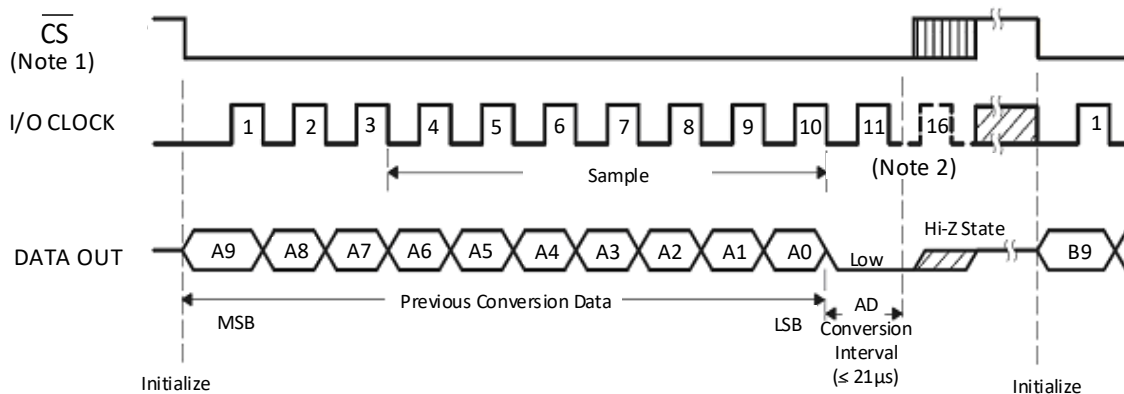 CS
(Note 1)
I/O CLOCK
1 2 3 4 5 6 7 8 9 10 11 16 1
(Note 2)
Sample
Hi-Z State
DATA OUT
A9 A8 A7 A6 A5 A4 A3 A2 A1 A0 Low B9
Previous Conversion Data
MSB
LSB
AD
Conversion
Interval
(≤ 21µs)
Initialize
Initialize